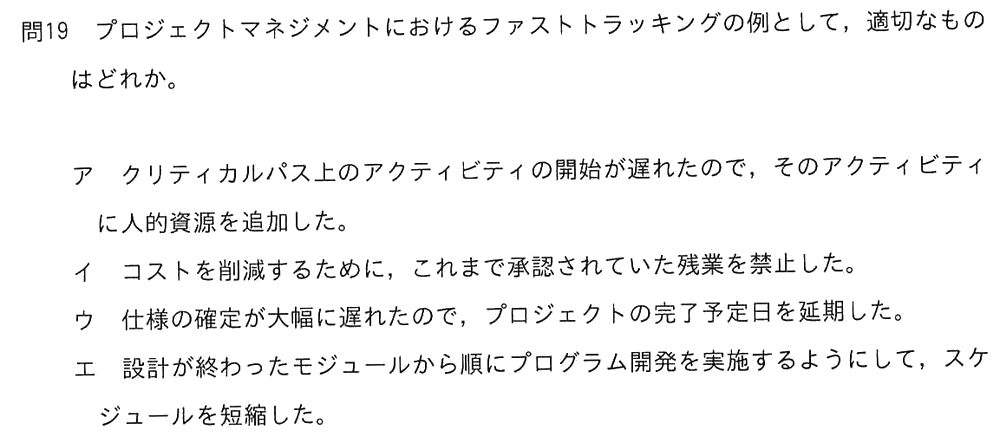 問19　プロジェクトマネジメントにおけるファストトラッキングの例として，適切なもの
はどれか。
ア　クリティカルパス上のアクティビティの開始が遅れたので，そのアクティビティ
に人的資源を追加した。
イ　コストを削減するために，これまで承認されていた残業を禁止した。
ウ　仕様の確定が大幅に遅れたので，プロジェクトの完了予定日を延期した。
エ　設計が終わったモジュールから順にプログラム開発を実施するようにして，スケ
ジュールを短縮した。